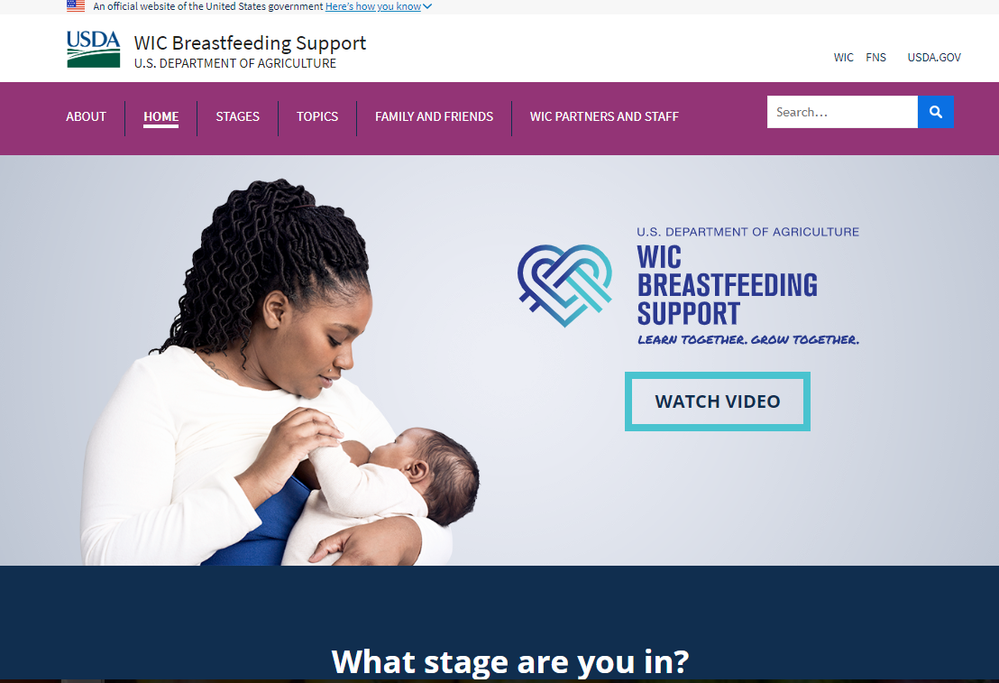 An official website of the United States government Here's how you know
USDA
WIC Breastfeeding Support
U.S. DEPARTMENT OF AGRICULTURE
WIC FNS USDA.GOV
ABOUT HOME STAGES TOPICS FAMILY AND FRIENDS WIC PARTNERS AND STAFF
Search...
U.S. DEPARTMENT OF AGRICULTURE
WIC
BREASTFEEDING
SUPPORT
LEARN TOGETHER. GROW TOGETHER.
WATCH VIDEO
What stage are you in?